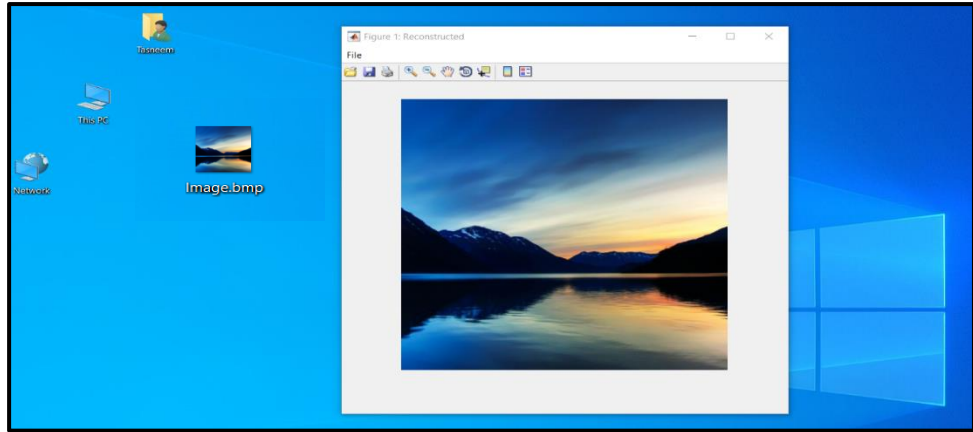 Tasneem
This PC
Network
Image.bmp
Figure 1: Reconstructed
File